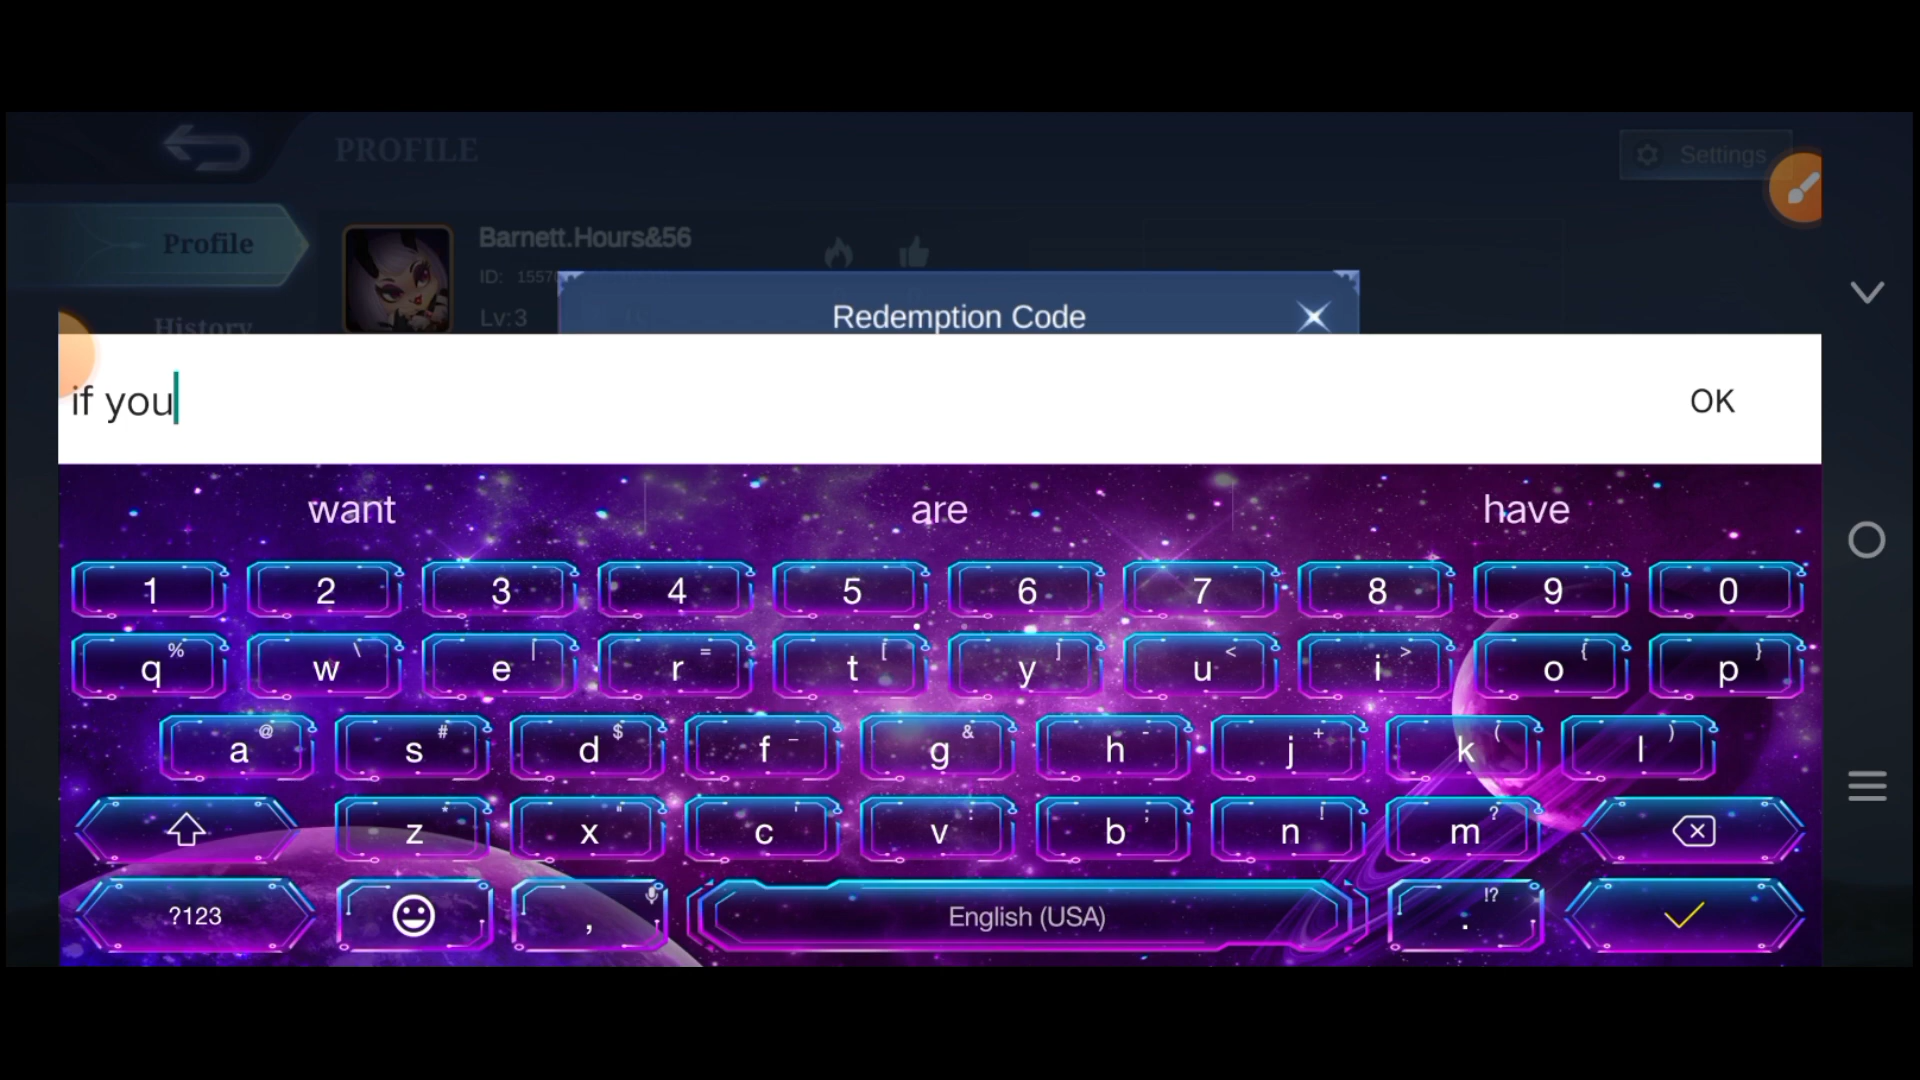 PROFILE
Settings
Profile
Barnett.Hours&56
ID: 1557
Lv:3
History
Redemption Code
if you
OK
want are have
1 2 3 4 5 6 7 8 9 0
q % w \ e | r = t [ y ] u < i > o { p }
a @ s # d $ f _ g & h - j + k ( l )
z * x " c ' v : b ; n ! m ?
?123 , English (USA) . !?